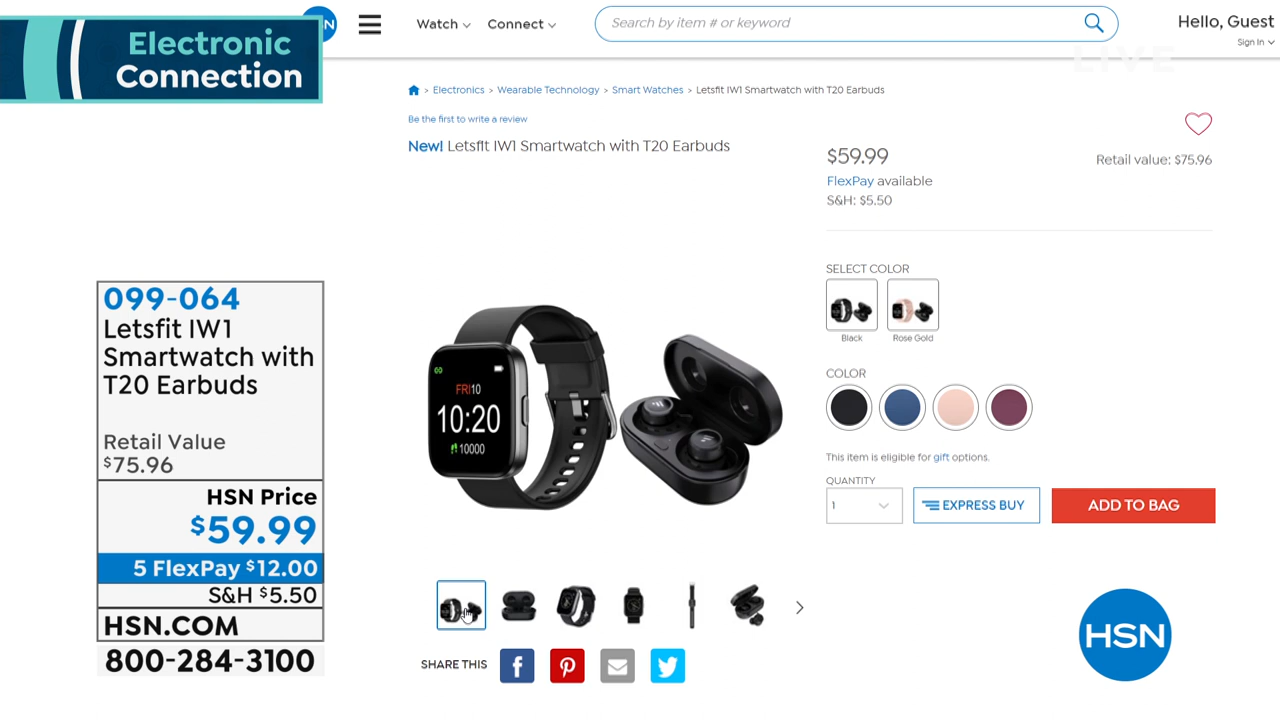 Electronic
Connection
N
Watch
Connect
Search by item # or keyword
Hello, Guest
Sign In
LIVE
> Electronics > Wearable Technology > Smart Watches > Letsfit IW1 Smartwatch with T20 Earbuds
Be the first to write a review
New! Letsfit IW1 Smartwatch with T20 Earbuds
$59.99
Retail value: $75.96
FlexPay available
S&H: $5.50
SELECT COLOR
Black
Rose Gold
COLOR
This item is eligible for gift options.
QUANTITY
1
EXPRESS BUY
ADD TO BAG
099-064
Letsfit IW1
Smartwatch with
T20 Earbuds
Retail Value
$75.96
HSN Price
$59.99
5 FlexPay $12.00
S&H $5.50
HSN.COM
800-284-3100
FRI10
10:20
10000
SHARE THIS
HSN